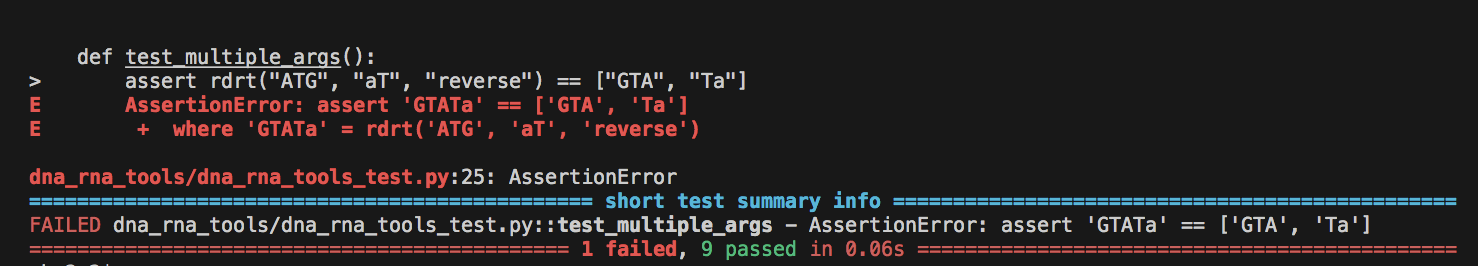 def test_multiple_args():
>       assert rdrt("ATG", "aT", "reverse") == ["GTA", "Ta"]
E       AssertionError: assert 'GTATa' == ['GTA', 'Ta']
E        +  where 'GTATa' = rdrt('ATG', 'aT', 'reverse')
dna_rna_tools/dna_rna_tools_test.py:25: AssertionError
=============================================== short test summary info ===============================================
FAILED dna_rna_tools/dna_rna_tools_test.py::test_multiple_args - AssertionError: assert 'GTATa' == ['GTA', 'Ta']
============================================= 1 failed, 9 passed in 0.06s =============================================